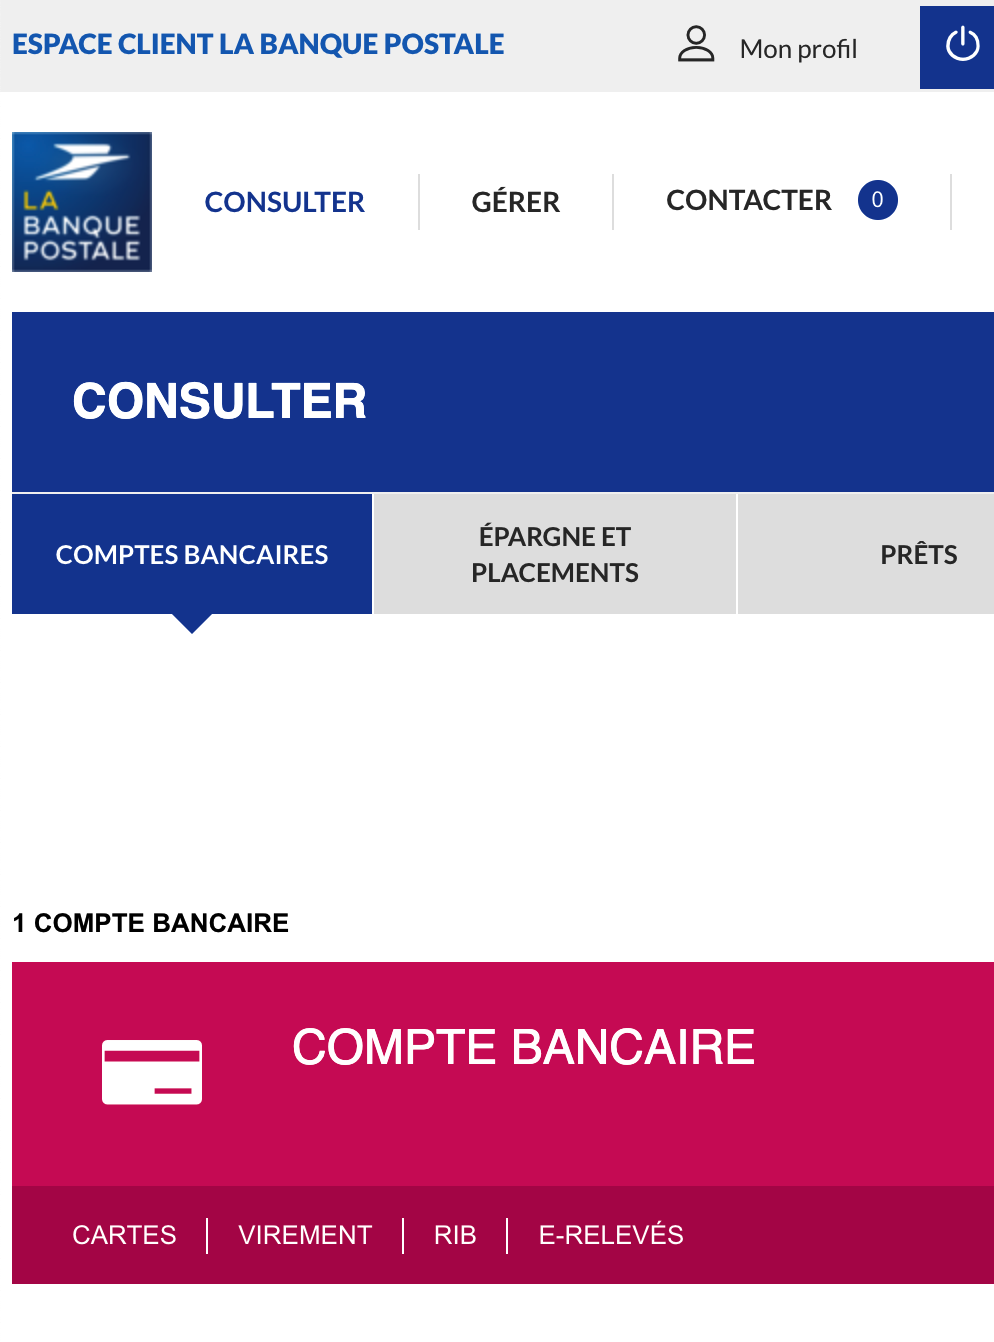 ESPACE CLIENT LA BANQUE POSTALE
Mon profil
LA
BANQUE
POSTALE
CONSULTER
GÉRER
CONTACTER
0
CONSULTER
COMPTES BANCAIRES
ÉPARGNE ET
PLACEMENTS
PRÊTS
1 COMPTE BANCAIRE
COMPTE BANCAIRE
CARTES
VIREMENT
RIB
E-RELEVÉS